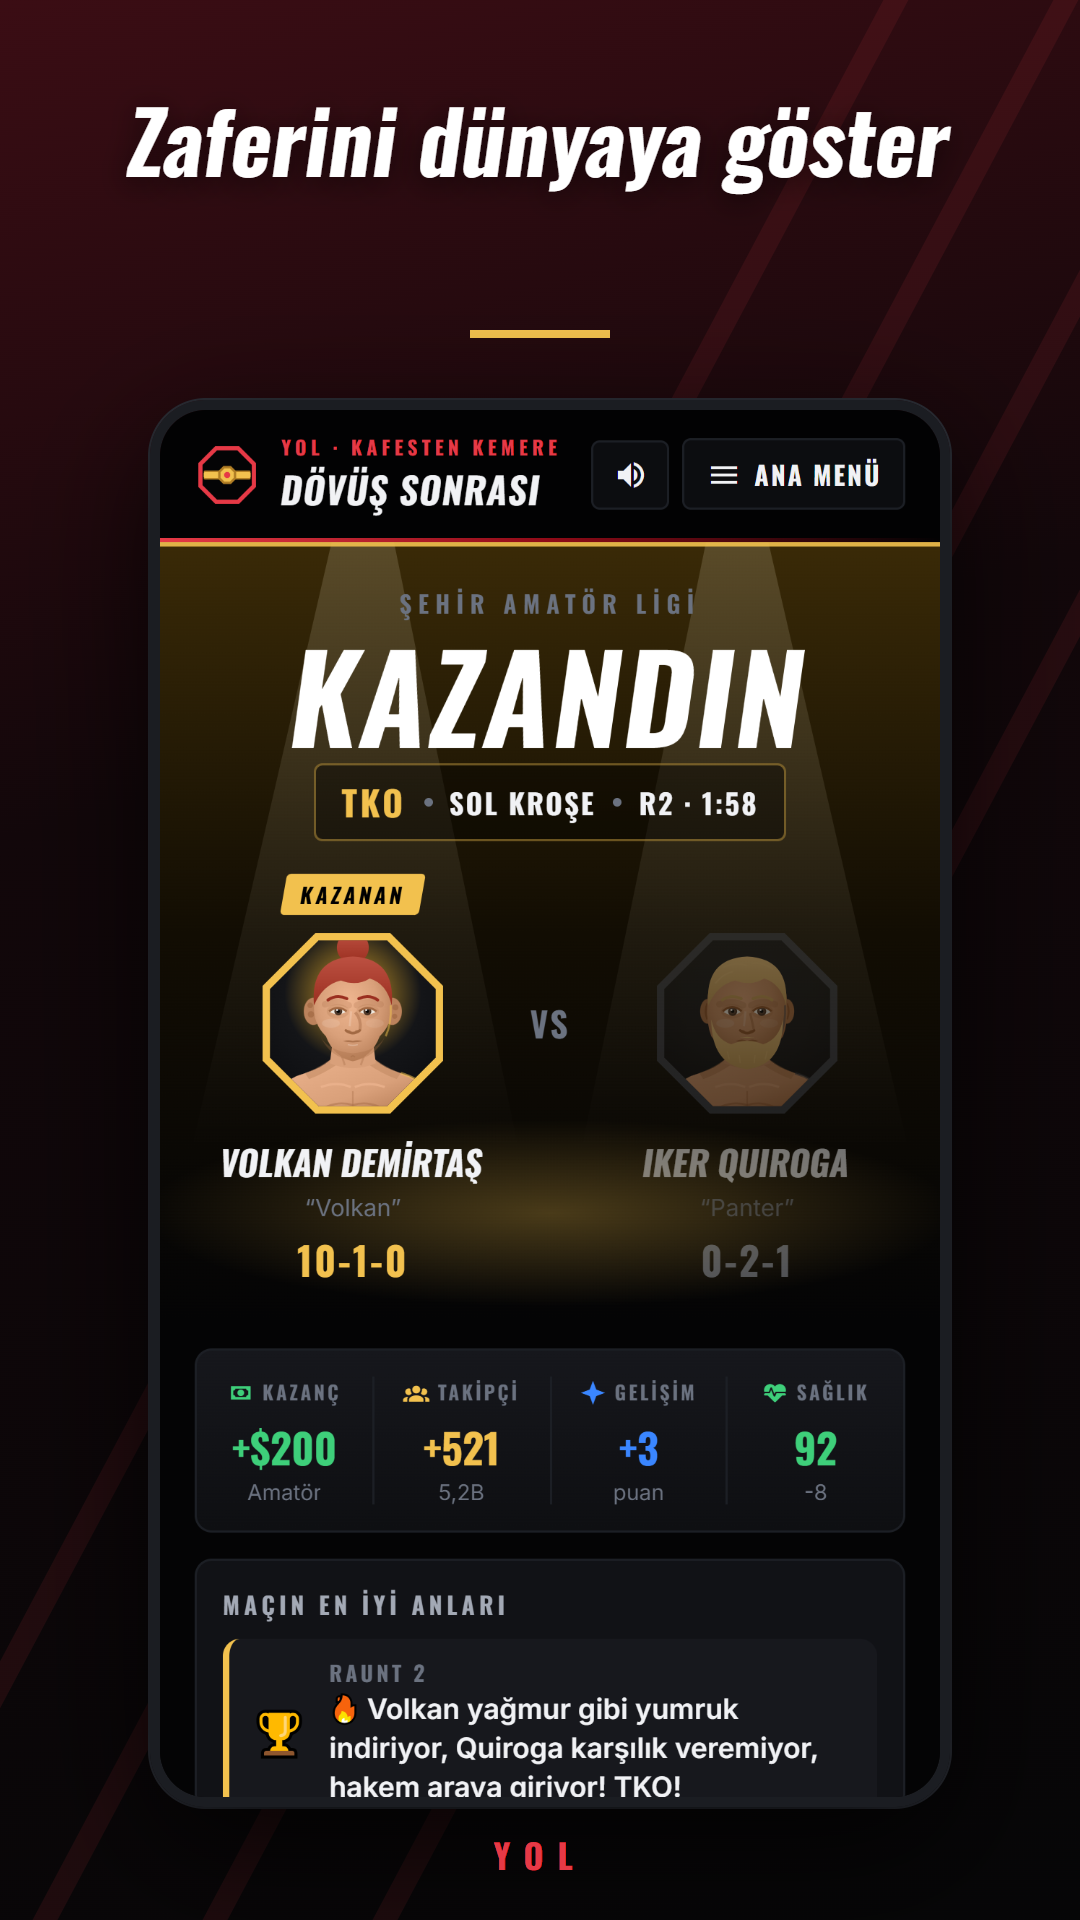 Zaferini dünyaya göster
YOL · KAFESTEN KEMERE
DÖVÜŞ SONRASI
ANA MENÜ
ŞEHİR AMATÖR LİGİ
KAZANDIN
TKO • SOL KROŞE • R2 · 1:58
KAZANAN
VS
VOLKAN DEMİRTAŞ
IKER QUIROGA
“Volkan”
“Panter”
10-1-0
0-2-1
KAZANÇ
TAKİPÇİ
GELİŞİM
SAĞLIK
+$200
+521
+3
92
Amatör
5,2B
puan
-8
MAÇIN EN İYİ ANLARI
RAUNT 2
🔥 Volkan yağmur gibi yumruk
indiriyor, Quiroga karşılık veremiyor,
hakem araya giriyor! TKO!
YOL